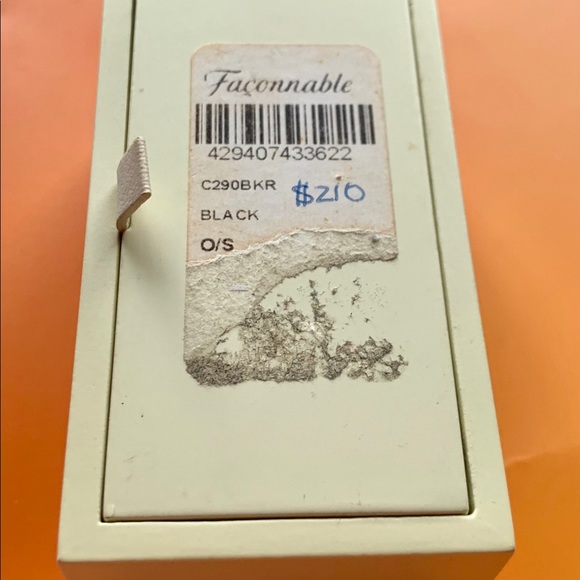 Façonnable
429407433622
C290BKR $210
BLACK
O/S